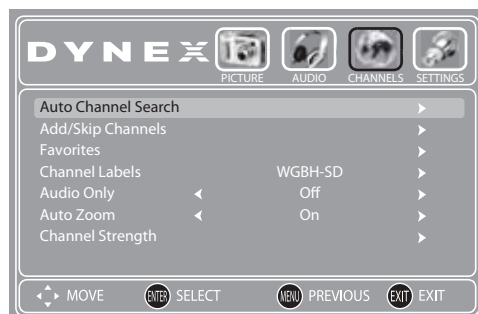 DYNEX
PICTURE AUDIO CHANNELS SETTINGS
Auto Channel Search
Add/Skip Channels
Favorites
Channel Labels WGBH-SD
Audio Only Off
Auto Zoom On
Channel Strength
MOVE ENTER SELECT MENU PREVIOUS EXIT EXIT